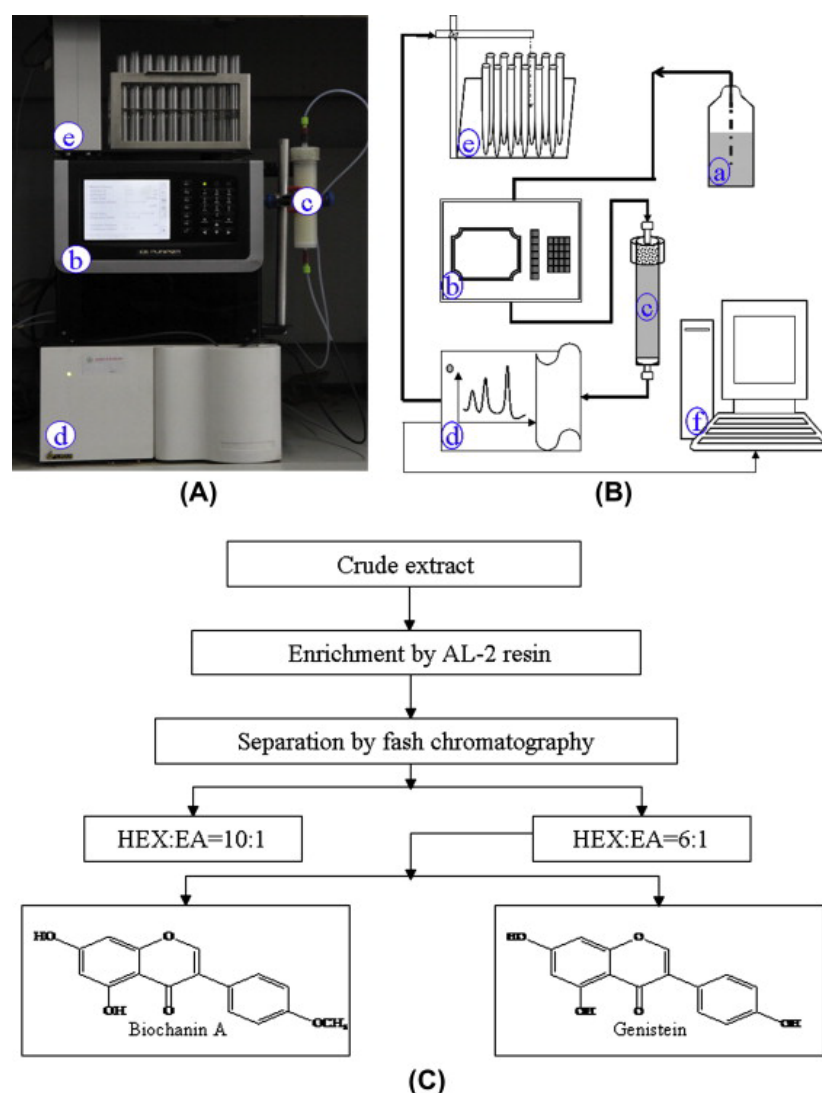 e
c
b
d
(A)
e
a
b
c
d
f
(B)
Crude extract
Enrichment by AL-2 resin
Separation by fash chromatography
HEX:EA=10:1
HEX:EA=6:1
HO
O
OH
O
OCH₃
Biochanin A
HO
O
OH
O
OH
Genistein
(C)